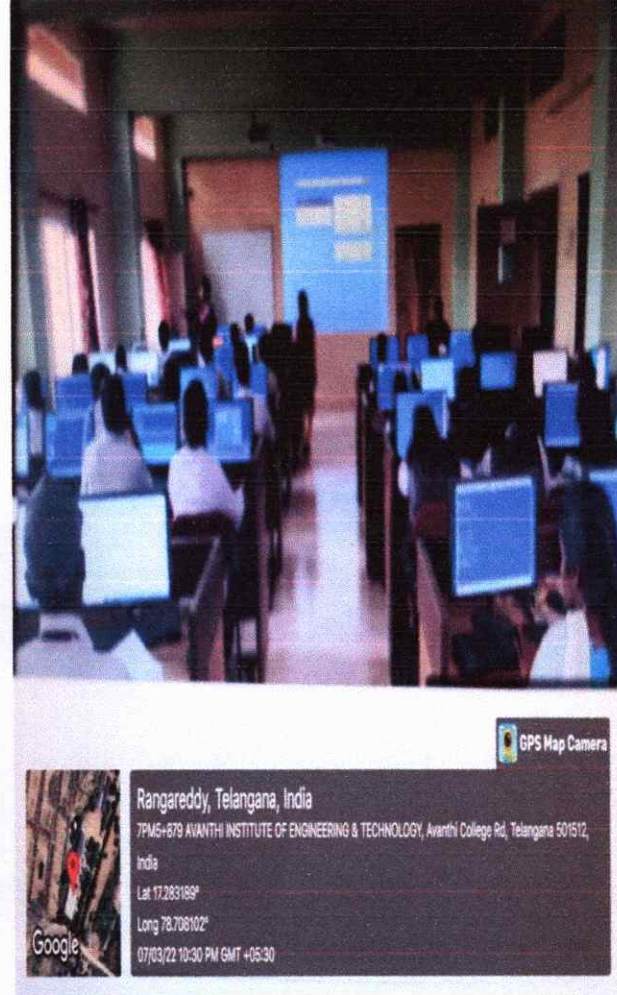 GPS Map Camera
Rangareddy, Telangana, India
7PM5+879 AVANTHI INSTITUTE OF ENGINEERING & TECHNOLOGY, Avanthi College Rd, Telangana 501512,
India
Lat 17.283189°
Long 78.708102°
07/03/22 10:30 PM GMT +05:30
Google